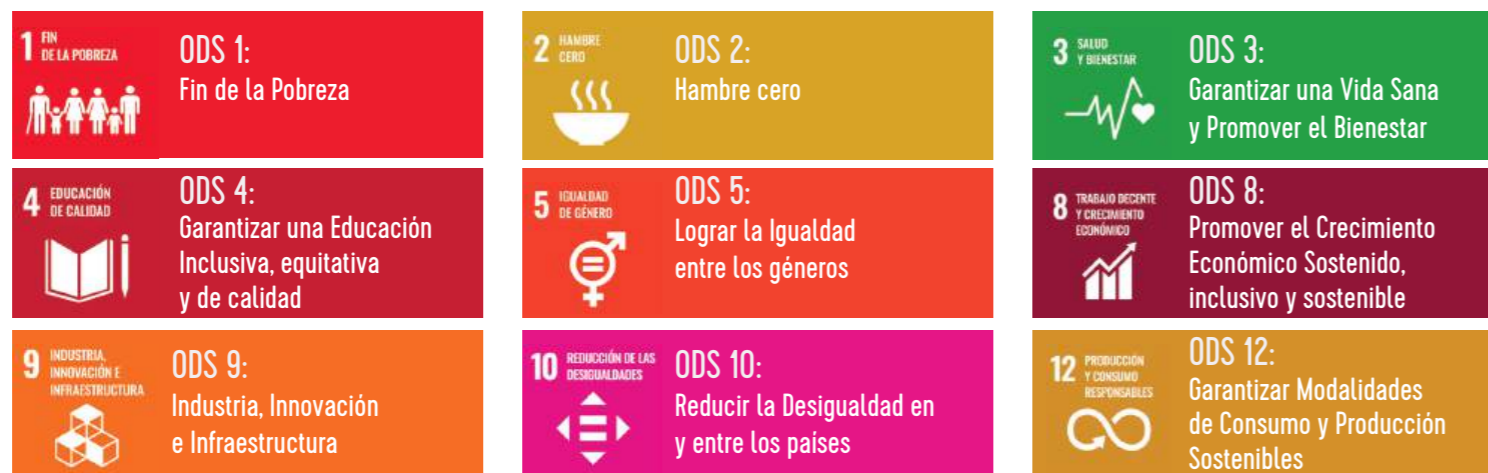 1 FIN
DE LA POBREZA
ODS 1:
Fin de la Pobreza
2 HAMBRE
CERO
ODS 2:
Hambre cero
3 SALUD
Y BIENESTAR
ODS 3:
Garantizar una Vida Sana
y Promover el Bienestar
4 EDUCACIÓN
DE CALIDAD
ODS 4:
Garantizar una Educación
Inclusiva, equitativa
y de calidad
5 IGUALDAD
DE GÉNERO
ODS 5:
Lograr la Igualdad
entre los géneros
8 TRABAJO DECENTE
Y CRECIMIENTO
ECONÓMICO
ODS 8:
Promover el Crecimiento
Económico Sostenido,
inclusivo y sostenible
9 INDUSTRIA,
INNOVACIÓN E
INFRAESTRUCTURA
ODS 9:
Industria, Innovación
e Infraestructura
10 REDUCCIÓN DE LAS
DESIGUALDADES
ODS 10:
Reducir la Desigualdad en
y entre los países
12 PRODUCCIÓN
Y CONSUMO
RESPONSABLES
ODS 12:
Garantizar Modalidades
de Consumo y Producción
Sostenibles